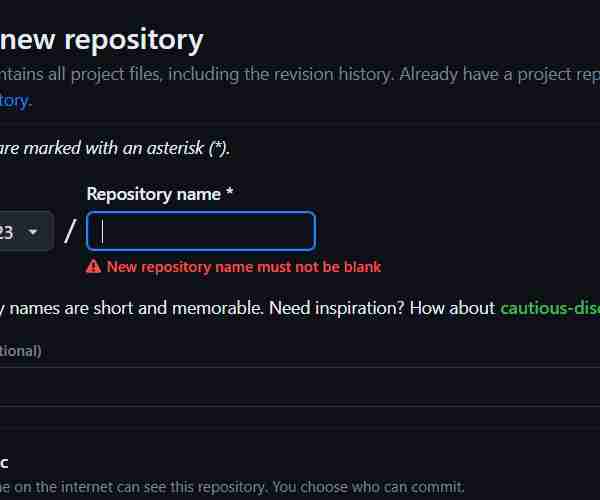 new repository
ntains all project files, including the revision history. Already have a project rep
tory.
are marked with an asterisk (*).
Repository name *
23 /
New repository name must not be blank
y names are short and memorable. Need inspiration? How about cautious-disc
tional)
c
ne on the internet can see this repository. You choose who can commit.